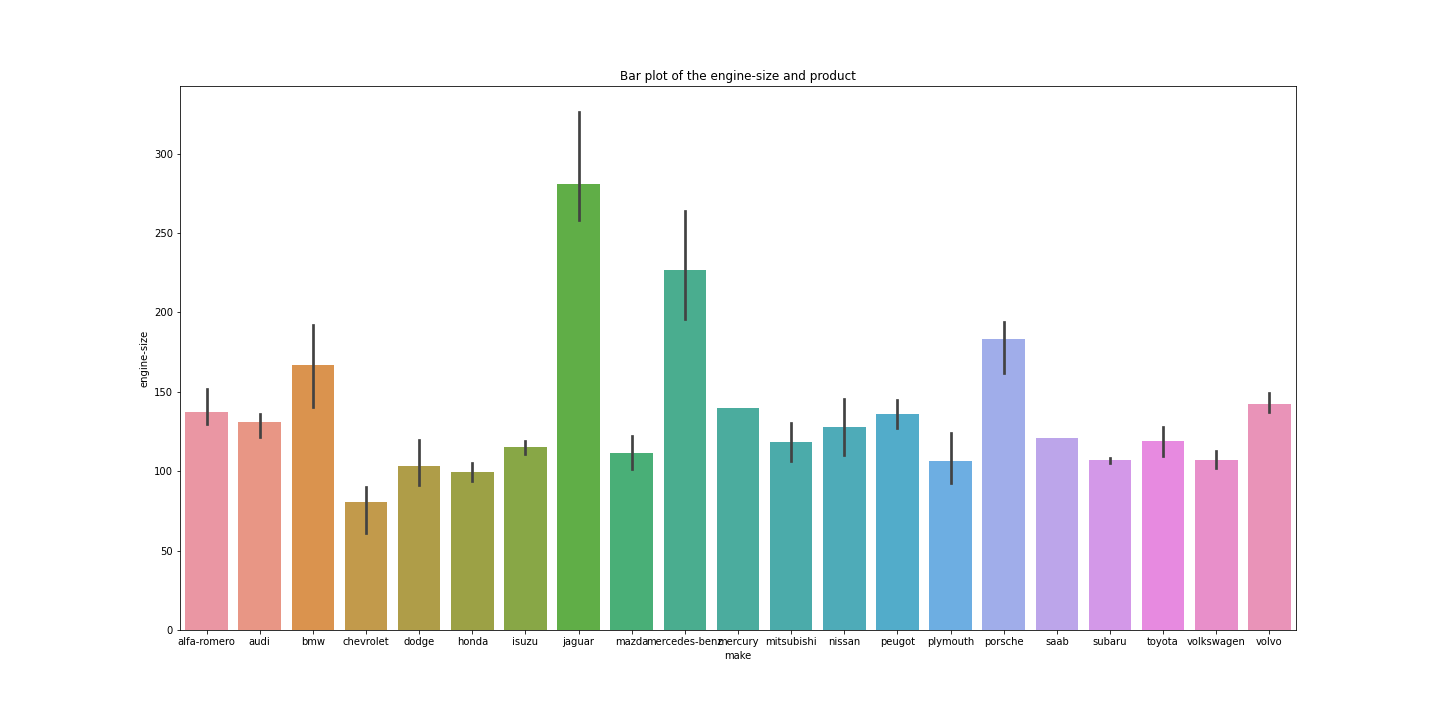 Bar plot of the engine-size and product
300
250
200
150
100
50
0
engine-size
alfa-romero audi bmw chevrolet dodge honda isuzu jaguar mazda mercedes-benz mercury mitsubishi nissan peugot plymouth porsche saab subaru toyota volkswagen volvo
make